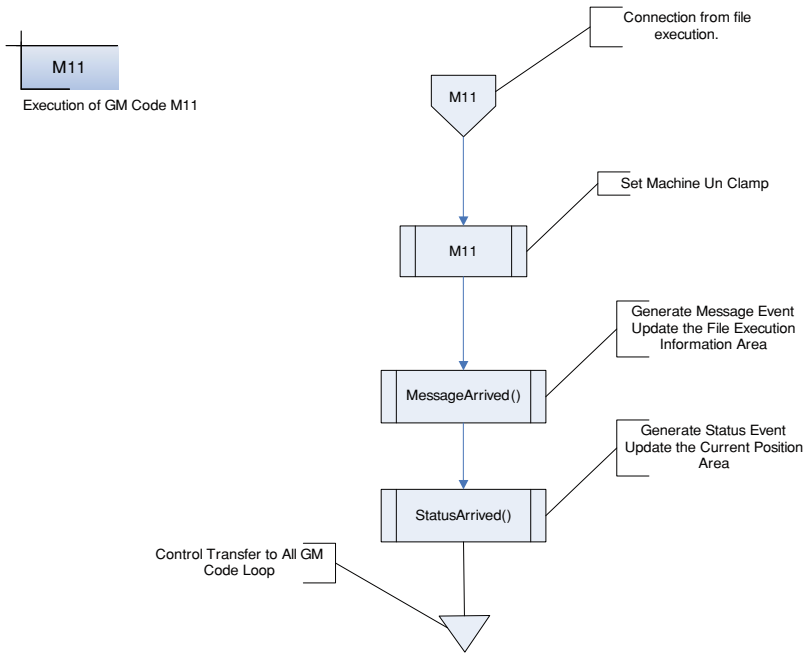 M11
Execution of GM Code M11
Connection from file
execution.
M11
Set Machine Un Clamp
M11
Generate Message Event
Update the File Execution
Information Area
MessageArrived()
Generate Status Event
Update the Current Position
Area
StatusArrived()
Control Transfer to All GM
Code Loop